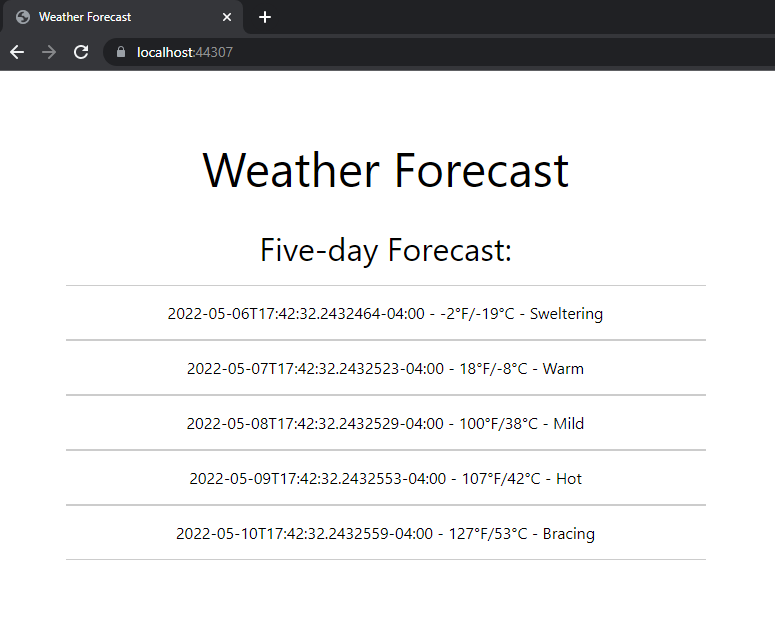 Weather Forecast
localhost:44307
Weather Forecast
Five-day Forecast:
2022-05-06T17:42:32.2432464-04:00 - -2°F/-19°C - Sweltering
2022-05-07T17:42:32.2432523-04:00 - 18°F/-8°C - Warm
2022-05-08T17:42:32.2432529-04:00 - 100°F/38°C - Mild
2022-05-09T17:42:32.2432553-04:00 - 107°F/42°C - Hot
2022-05-10T17:42:32.2432559-04:00 - 127°F/53°C - Bracing